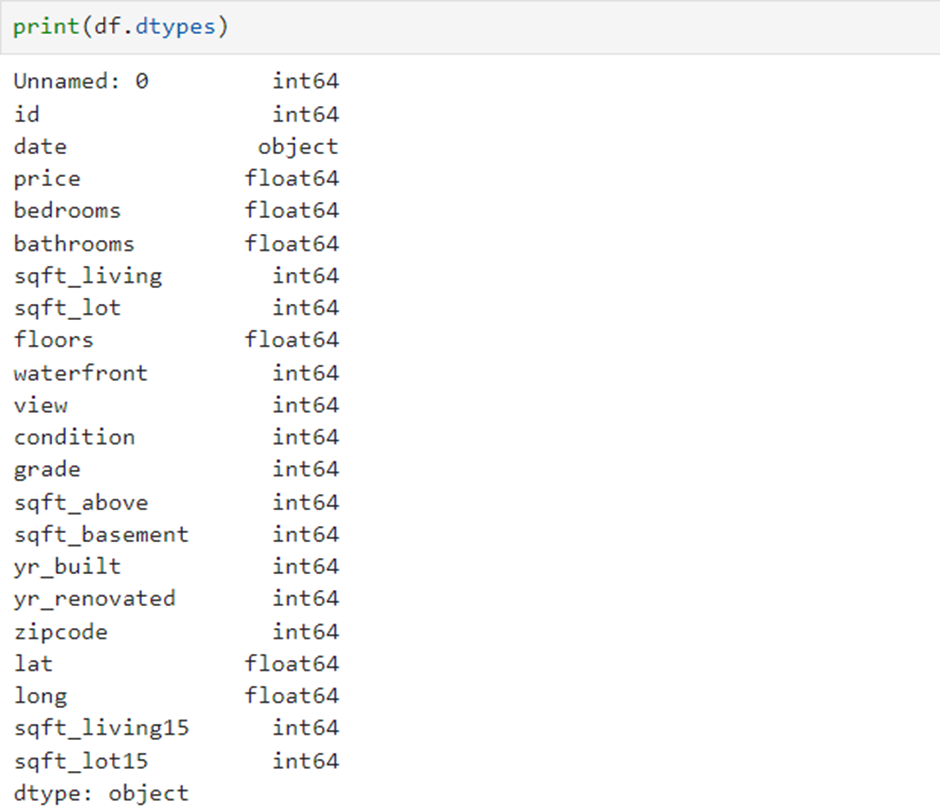 print(df.dtypes)
Unnamed: 0 int64
id int64
date object
price float64
bedrooms float64
bathrooms float64
sqft_living int64
sqft_lot int64
floors float64
waterfront int64
view int64
condition int64
grade int64
sqft_above int64
sqft_basement int64
yr_built int64
yr_renovated int64
zipcode int64
lat float64
long float64
sqft_living15 int64
sqft_lot15 int64
dtype: object